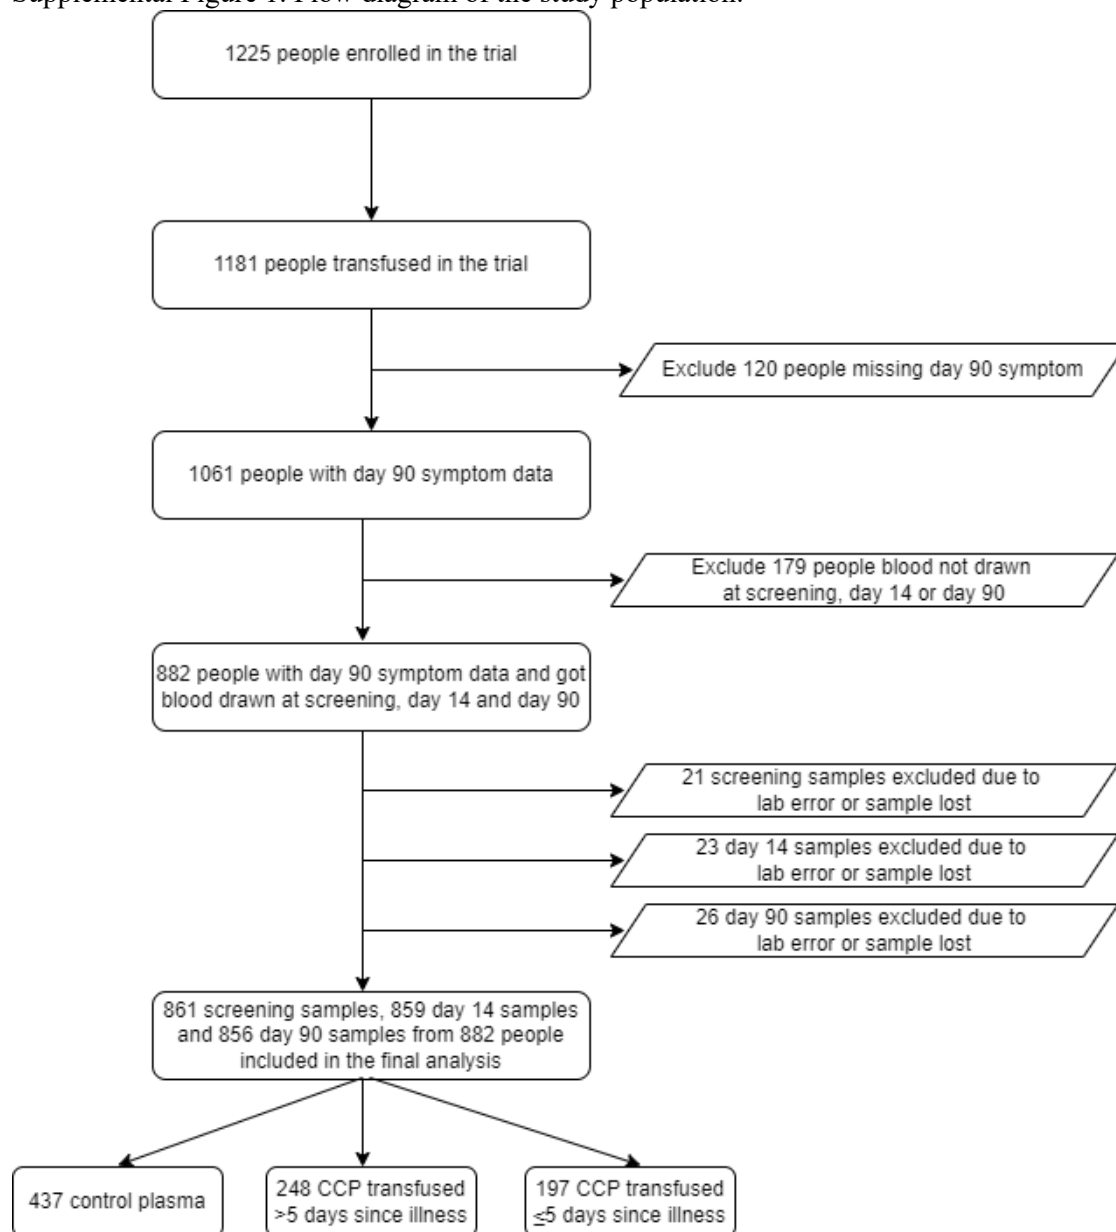 Supplemental Figure 1. Flow diagram of the study population.
1225 people enrolled in the trial
1181 people transfused in the trial
Exclude 120 people missing day 90 symptom
1061 people with day 90 symptom data
Exclude 179 people blood not drawn
at screening, day 14 or day 90
882 people with day 90 symptom data and got
blood drawn at screening, day 14 and day 90
21 screening samples excluded due to
lab error or sample lost
23 day 14 samples excluded due to
lab error or sample lost
26 day 90 samples excluded due to
lab error or sample lost
861 screening samples, 859 day 14 samples
and 856 day 90 samples from 882 people
included in the final analysis
437 control plasma
248 CCP transfused
>5 days since illness
197 CCP transfused
≤5 days since illness